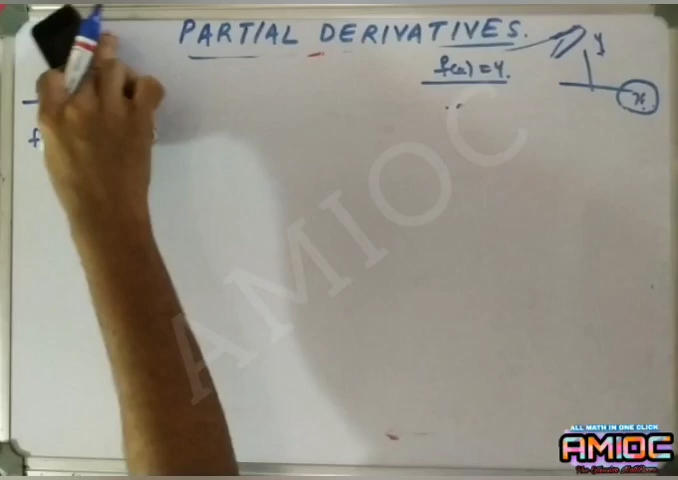 PARTIAL DERIVATIVES.
f(x) = y.
y
x
f
AMIOC
ALL MATH IN ONE CLICK
AMIOC